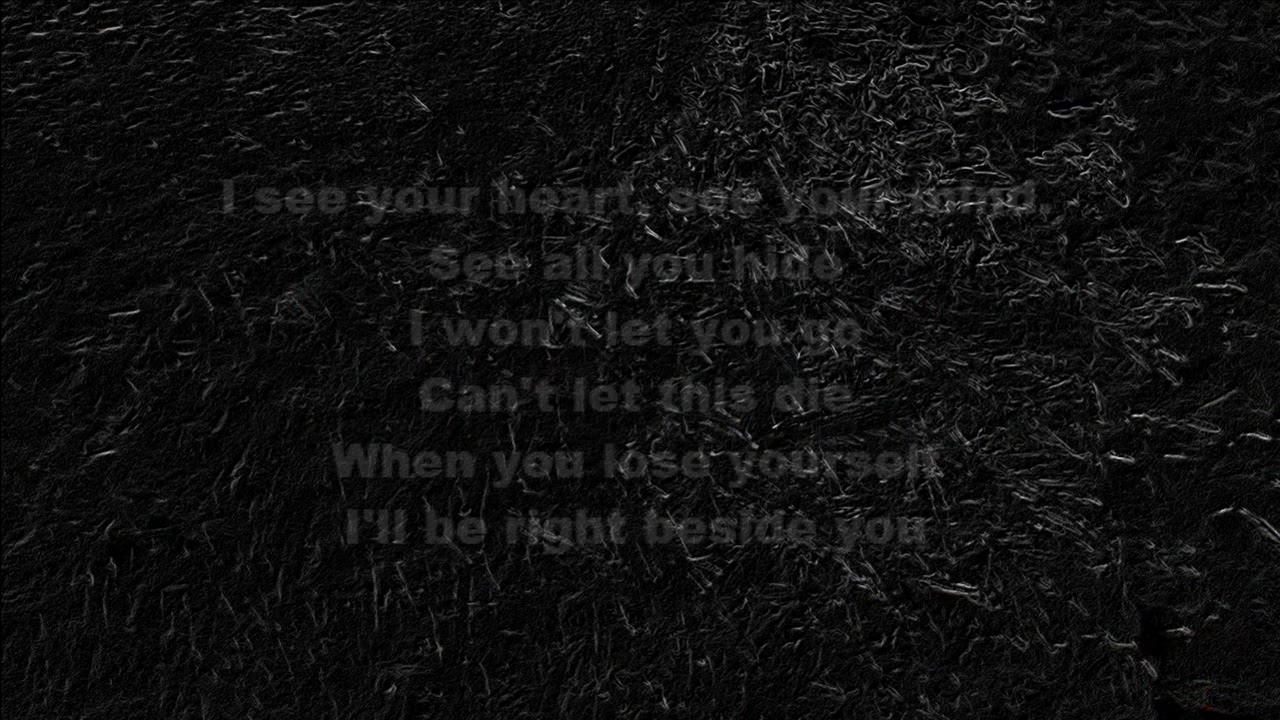 I see your heart, see your mind.
See all you hide
I won't let you go
Can't let this die
When you lose yourself
I'll be right beside you